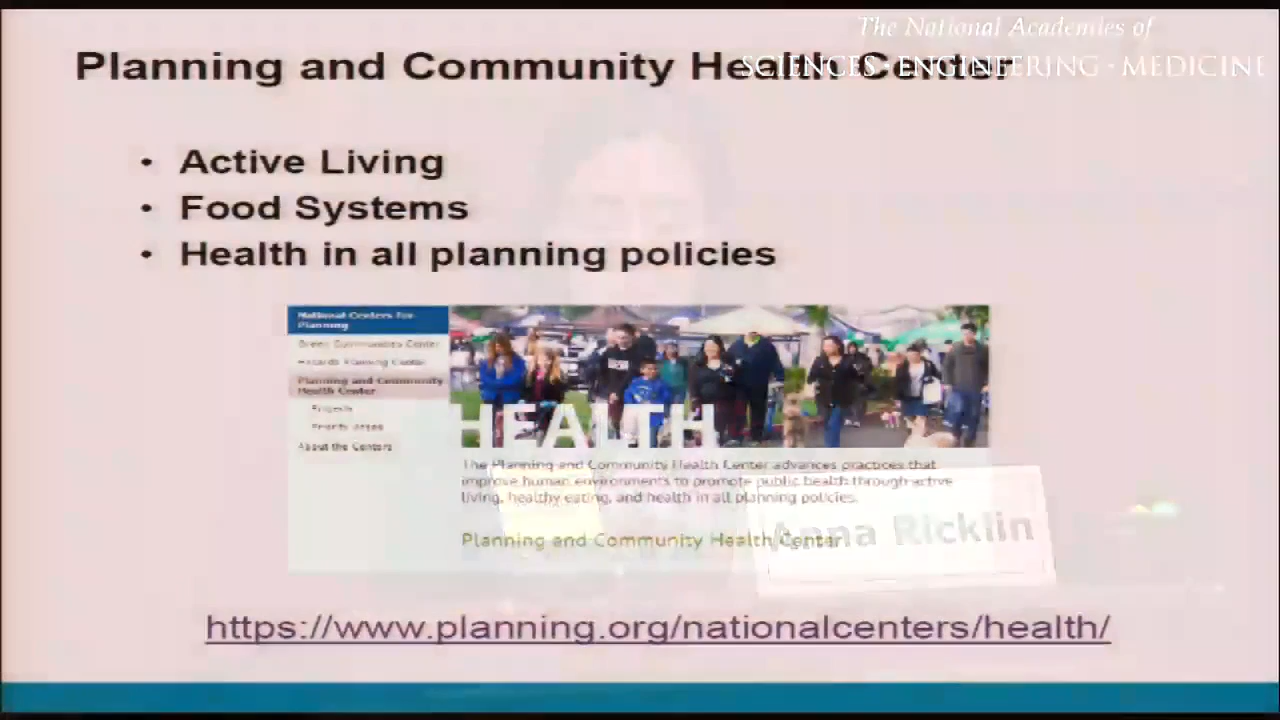 The National Academies of
SCIENCES · ENGINEERING · MEDICINE
Planning and Community Health Center
• Active Living
• Food Systems
• Health in all planning policies
National Centers for
Planning
Green Communities Center
Hazards Planning Center
Planning and Community
Health Center
Projects
Priority Areas
About the Centers
HEALTH
The Planning and Community Health Center advances practices that
improve human environments to promote public health through active
living, healthy eating, and health in all planning policies.
Planning and Community Health Center
Anna Ricklin
https://www.planning.org/nationalcenters/health/